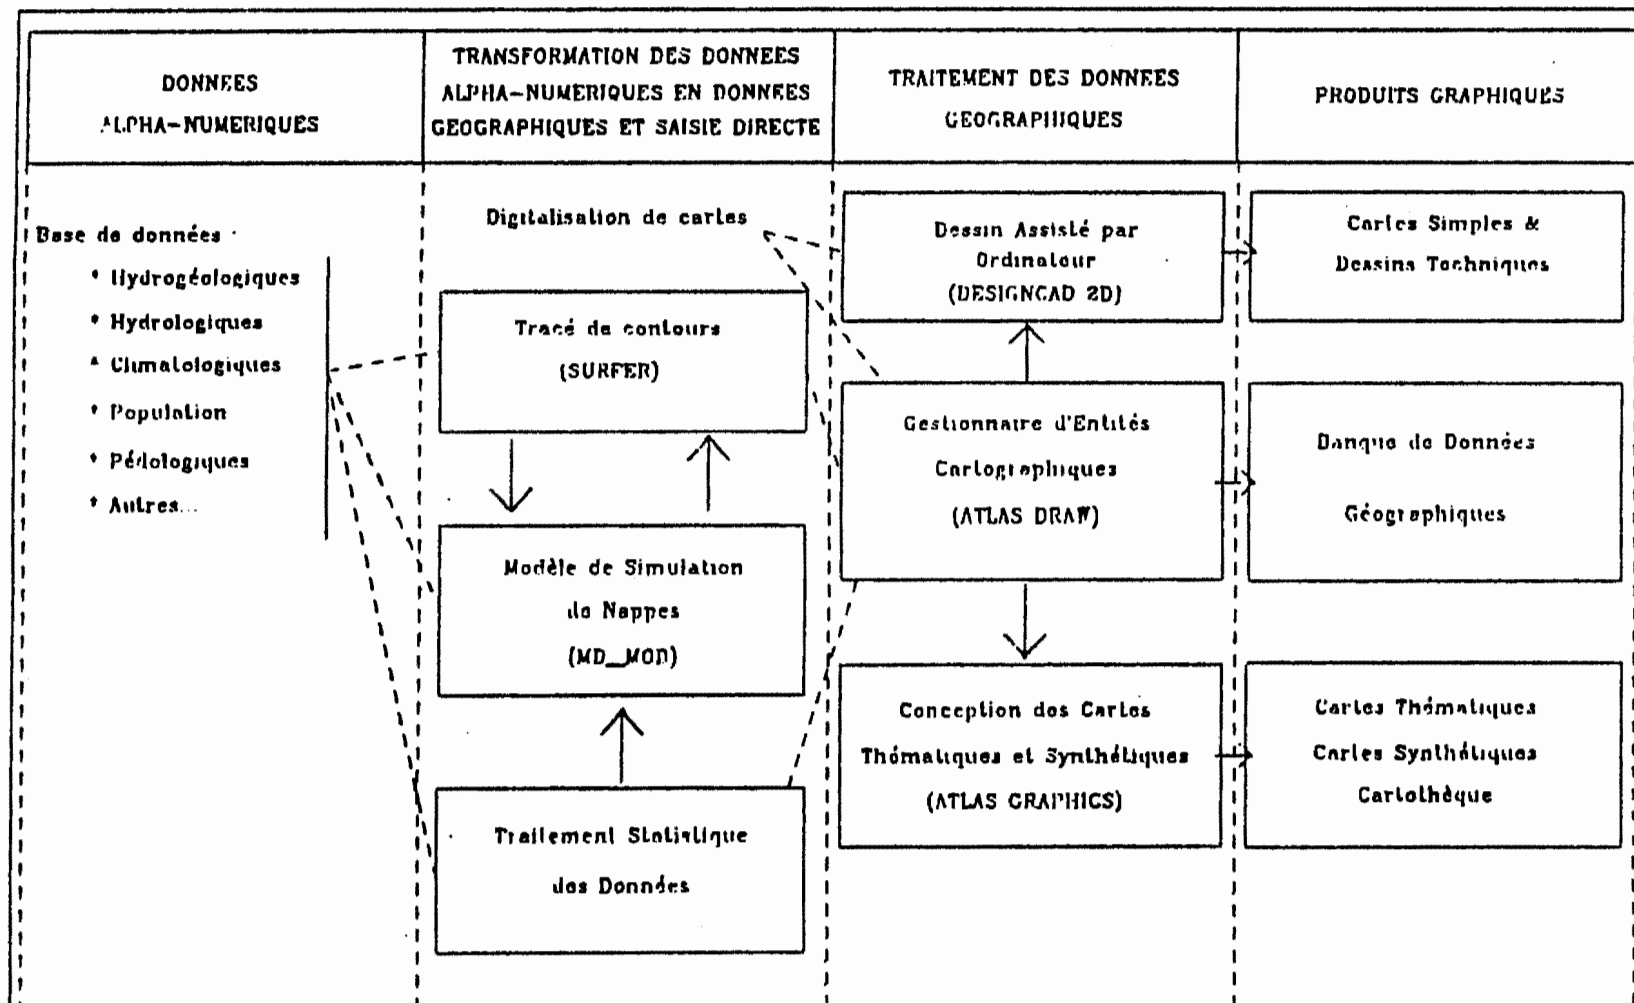 DONNEES
ALPHA-NUMERIQUES
TRANSFORMATION DES DONNEES
ALPHA-NUMERIQUES EN DONNEES
GEOGRAPHIQUES ET SAISIE DIRECTE
TRAITEMENT DES DONNEES
GEOGRAPHIQUES
PRODUITS GRAPHIQUES
Base de données
* Hydrogéologiques
* Hydrologiques
* Climatologiques
* Population
* Pédologiques
* Autres...
Digitalisation de cartes
Tracé de contours
(SURFER)
Modèle de Simulation
de Nappes
(MD_MOD)
Traitement Statistique
des Données
Dessin Assisté par
Ordinateur
(DESIGNCAD 2D)
Gestionnaire d'Entités
Cartographiques
(ATLAS DRAW)
Conception des Cartes
Thématiques et Synthétiques
(ATLAS GRAPHICS)
Cartes Simples &
Dessins Techniques
Banque de Données
Géographiques
Cartes Thématiques
Cartes Synthétiques
Cartothèque